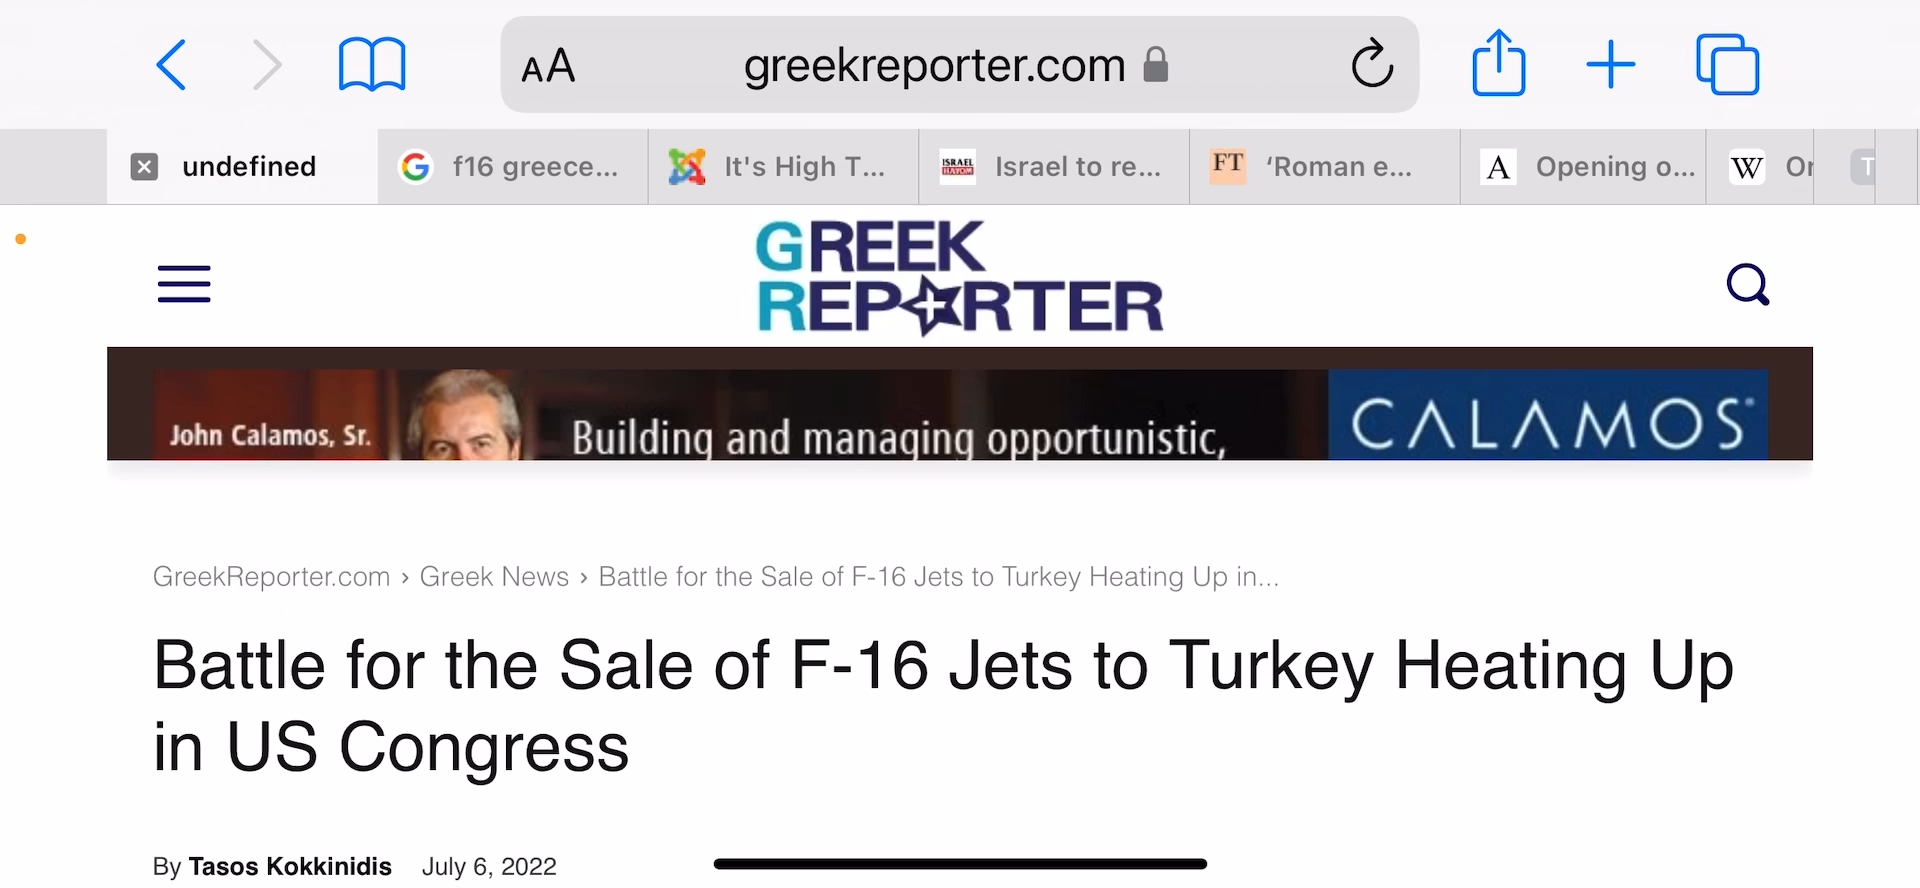 AA greekreporter.com
undefined
f16 greece...
It's High T...
ISRAEL HAYOM Israel to re...
FT ‘Roman e...
A Opening o...
W Or
T
GREEK
REPORTER
John Calamos, Sr. Building and managing opportunistic, CALAMOS®
GreekReporter.com › Greek News › Battle for the Sale of F-16 Jets to Turkey Heating Up in...
Battle for the Sale of F-16 Jets to Turkey Heating Up
in US Congress
By Tasos Kokkinidis July 6, 2022